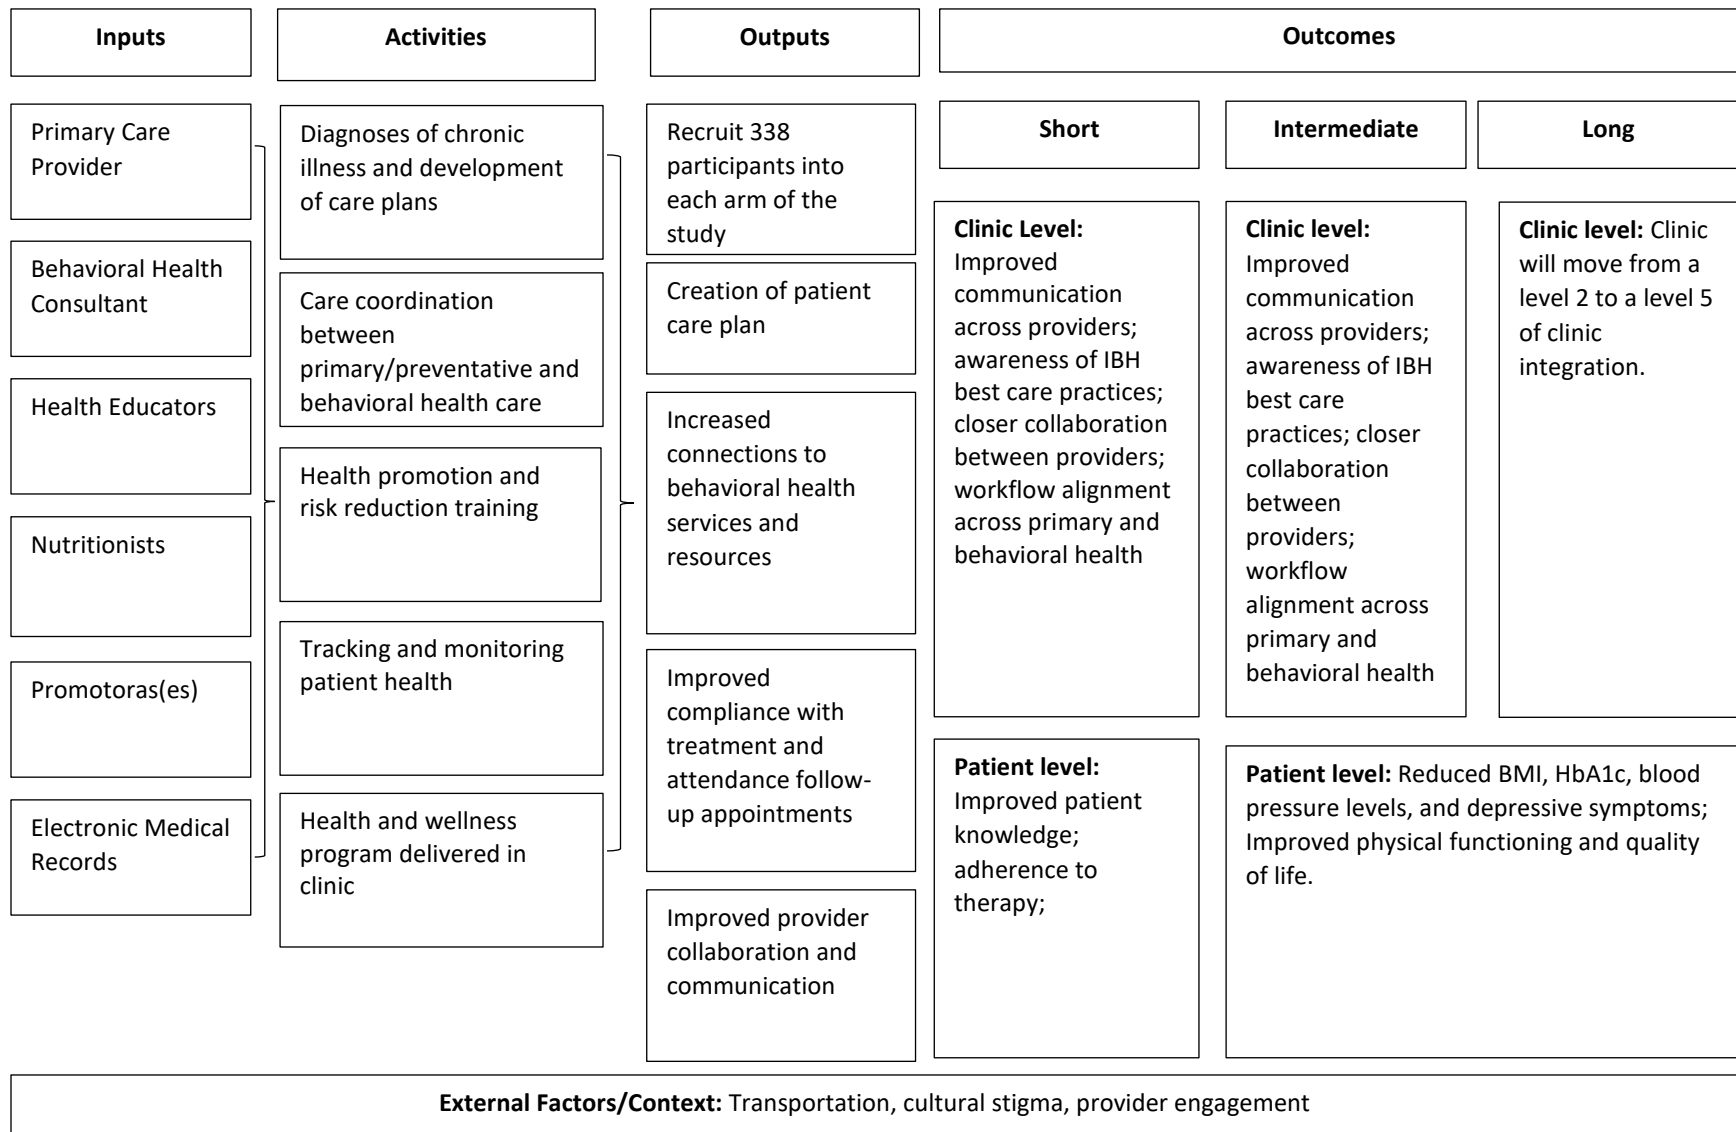 Inputs
Activities
Outputs
Outcomes
Primary Care
Provider
Behavioral Health
Consultant
Health Educators
Nutritionists
Promotoras(es)
Electronic Medical
Records
Diagnoses of chronic
illness and development
of care plans
Care coordination
between
primary/preventative and
behavioral health care
Health promotion and
risk reduction training
Tracking and monitoring
patient health
Health and wellness
program delivered in
clinic
Recruit 338
participants into
each arm of the
study
Creation of patient
care plan
Increased
connections to
behavioral health
services and
resources
Improved
compliance with
treatment and
attendance follow-
up appointments
Improved provider
collaboration and
communication
Short
Intermediate
Long
Clinic Level:
Improved
communication
across providers;
awareness of IBH
best care practices;
closer collaboration
between providers;
workflow alignment
across primary and
behavioral health
Clinic level:
Improved
communication
across providers;
awareness of IBH
best care
practices; closer
collaboration
between
providers;
workflow
alignment across
primary and
behavioral health
Clinic level: Clinic
will move from a
level 2 to a level 5
of clinic
integration.
Patient level:
Improved patient
knowledge;
adherence to
therapy;
Patient level: Reduced BMI, HbA1c, blood
pressure levels, and depressive symptoms;
Improved physical functioning and quality
of life.
External Factors/Context: Transportation, cultural stigma, provider engagement